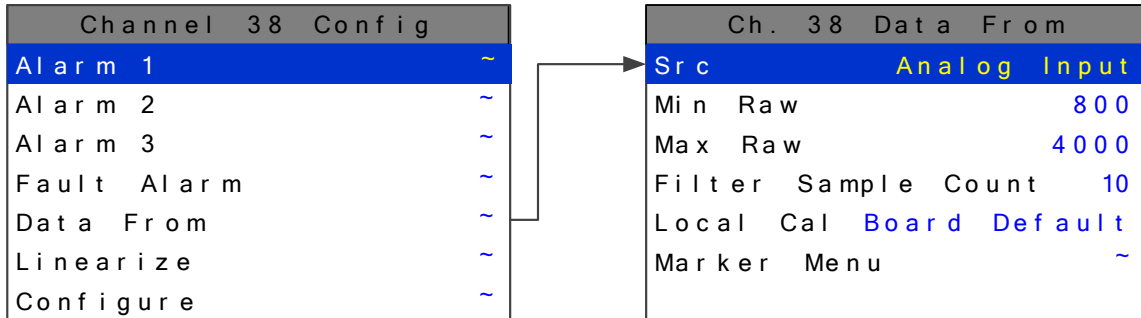 Channel 38 Config
Alarm 1 ~
Alarm 2 ~
Alarm 3 ~
Fault Alarm ~
Data From ~
Linearize ~
Configure ~
Ch. 38 Data From
Src Analog Input
Min Raw 800
Max Raw 4000
Filter Sample Count 10
Local Cal Board Default
Marker Menu ~